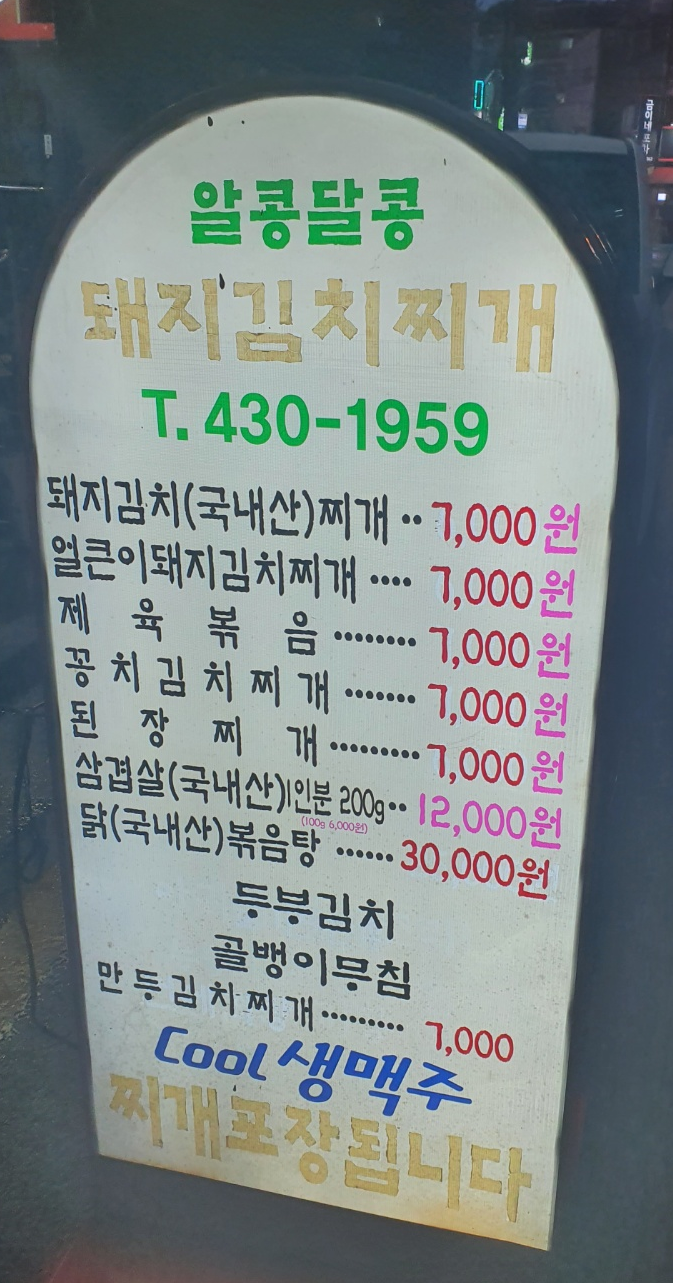 알콩달콩
돼지김치찌개
T. 430-1959
돼지김치(국내산)찌개 ·· 7,000원
얼큰이돼지김치찌개 ···· 7,000원
제 육 볶 음 ········ 7,000원
꽁 치 김 치 찌 개 ······· 7,000원
된 장 찌 개 ········· 7,000원
삼겹살(국내산)1인분 200g ·· 12,000원
(100g 6,000원)
닭(국내산)볶음탕 ······ 30,000원
두부김치
골뱅이무침
만두김치찌개 ········· 7,000
Cool 생맥주
찌개포장됩니다